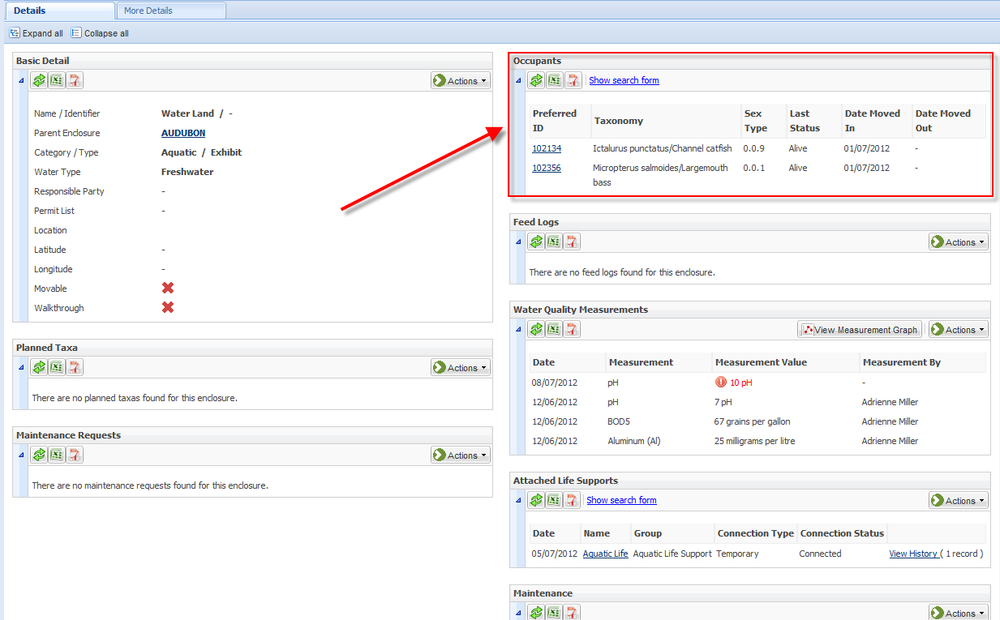 Details
More Details
Expand all
Collapse all
Basic Detail
Actions
Name / Identifier Water Land / -
Parent Enclosure AUDUBON
Category / Type Aquatic / Exhibit
Water Type Freshwater
Responsible Party -
Permit List -
Location
Latitude -
Longitude -
Movable
Walkthrough
Planned Taxa
Actions
There are no planned taxas found for this enclosure.
Maintenance Requests
Actions
There are no maintenance requests found for this enclosure.
Occupants
Show search form
Preferred ID Taxonomy Sex Type Last Status Date Moved In Date Moved Out
102134 Ictalurus punctatus/Channel catfish 0.0.9 Alive 01/07/2012 -
102356 Micropterus salmoides/Largemouth bass 0.0.1 Alive 01/07/2012 -
Feed Logs
Actions
There are no feed logs found for this enclosure.
Water Quality Measurements
View Measurement Graph Actions
Date Measurement Measurement Value Measurement By
08/07/2012 pH 10 pH -
12/06/2012 pH 7 pH Adrienne Miller
12/06/2012 BOD5 67 grains per gallon Adrienne Miller
12/06/2012 Aluminum (Al) 25 milligrams per litre Adrienne Miller
Attached Life Supports
Show search form Actions
Date Name Group Connection Type Connection Status
05/07/2012 Aquatic Life Aquatic Life Support Temporary Connected View History ( 1 record )
Maintenance
Actions